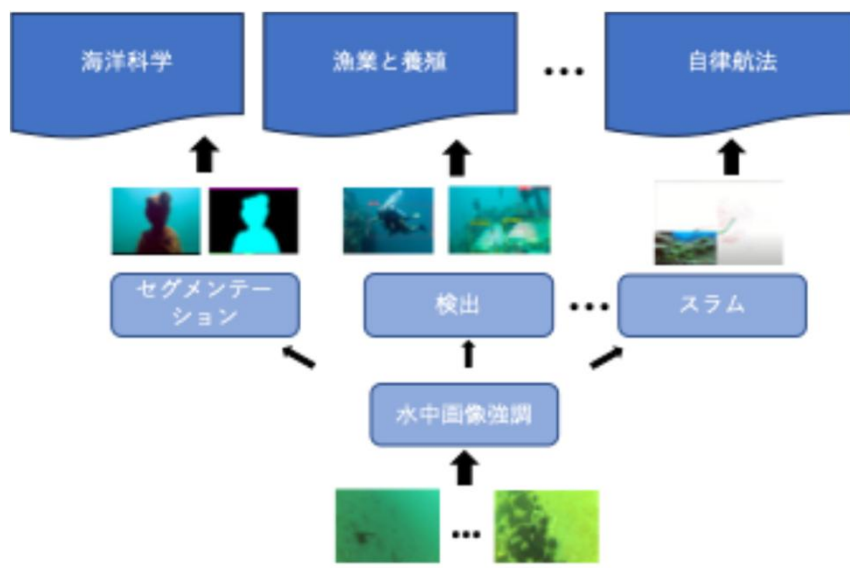 海洋科学
漁業と養殖
•••
自律航法
セグメンテー
ション
検出
•••
スラム
水中画像強調
•••